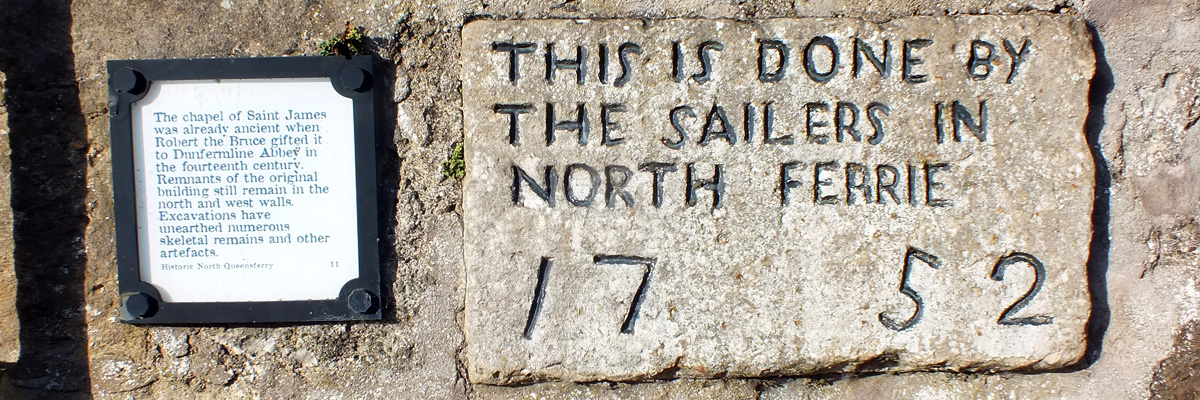 The chapel of Saint James
was already ancient when
Robert the Bruce gifted it
to Dunfermline Abbey in
the fourteenth century.
Remnants of the original
building still remain in the
north and west walls.
Excavations have
unearthed numerous
skeletal remains and other
artefacts.
Historic North Queensferry 11
THIS IS DONE BY
THE SAILERS IN
NORTH FERRIE
17 52